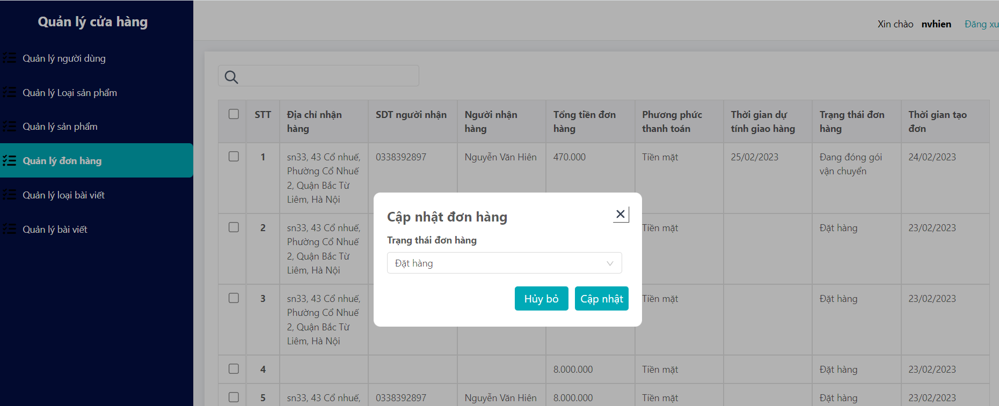 Quản lý cửa hàng
Quản lý người dùng
Quản lý Loại sản phẩm
Quản lý sản phẩm
Quản lý đơn hàng
Quản lý loại bài viết
Quản lý bài viết
Xin chào nvhien Đăng xu
STT
Địa chỉ nhận
hàng
SDT người nhận
Người nhận
hàng
Tổng tiền đơn
hàng
Phương phức
thanh toán
Thời gian dự
tính giao hàng
Trạng thái đơn
hàng
Thời gian tạo
đơn
1
sn33, 43 Cổ nhuế,
Phường Cổ Nhuế
2, Quận Bắc Từ
Liêm, Hà Nội
0338392897
Nguyễn Văn Hiên
470.000
Tiền mặt
25/02/2023
Đang đóng gói
vận chuyển
24/02/2023
2
sn33, 43 Cổ nhuế,
Phường Cổ Nhuế
2, Quận Bắc Từ
Liêm, Hà Nội
Tiền mặt
Đặt hàng
23/02/2023
3
sn33, 43 Cổ nhuế,
Phường Cổ Nhuế
2, Quận Bắc Từ
Liêm, Hà Nội
Tiền mặt
Đặt hàng
23/02/2023
4
8.000.000
Tiền mặt
Đặt hàng
23/02/2023
5
sn33, 43 Cổ nhuế,
0338392897
Nguyễn Văn Hiên
8.000.000
Tiền mặt
Đặt hàng
23/02/2023
Cập nhật đơn hàng
Trạng thái đơn hàng
Đặt hàng
Hủy bỏ
Cập nhật